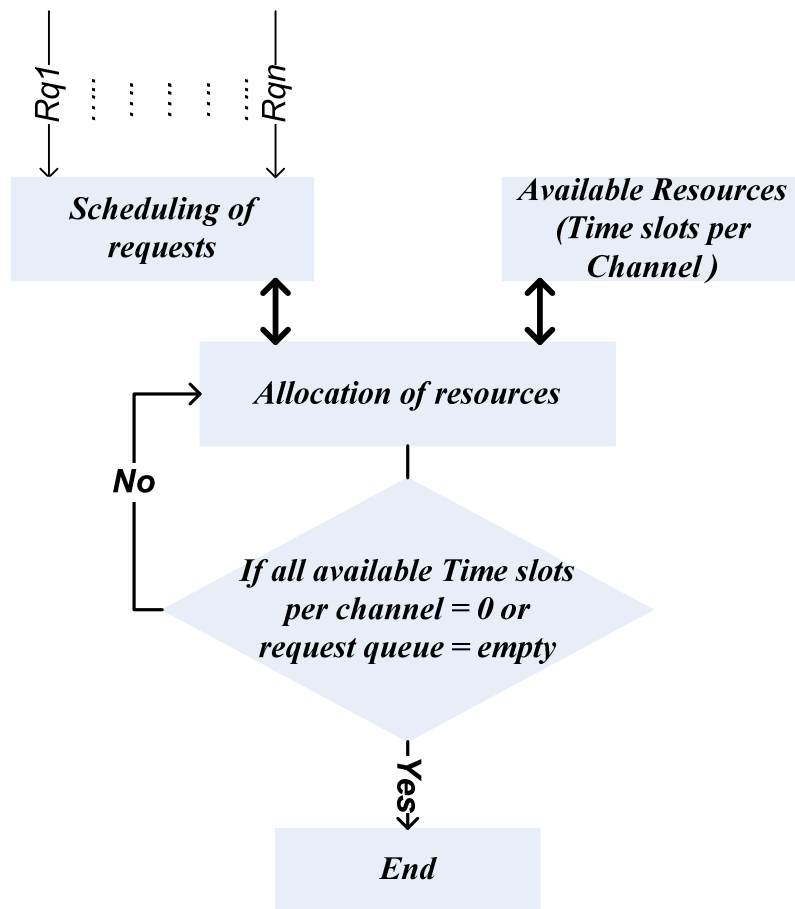 Rq1
Rqn
Scheduling of
requests
Available Resources
(Time slots per
Channel )
Allocation of resources
No
If all available Time slots
per channel = 0 or
request queue = empty
Yes
End